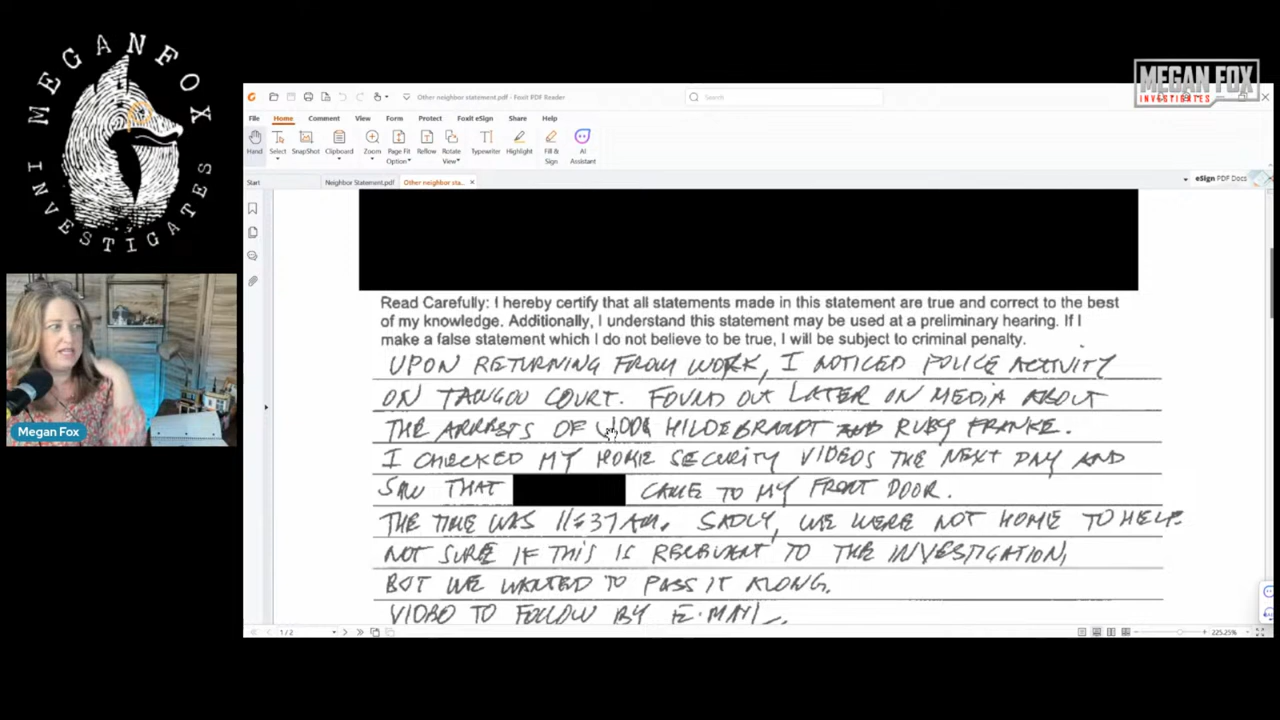 MEGAN FOX INVESTIGATES
MEGAN FOX
INVESTIGATES
Other neighbor statement.pdf - Foxit PDF Reader
Search
File Home Comment View Form Protect Foxit eSign Share Help
Hand Select SnapShot Clipboard Zoom Page Fit Option Reflow Rotate View Typewriter Highlight Fill & Sign AI Assistant
Start Neighbor Statement.pdf Other neighbor sta... eSign PDF Docs
Read Carefully: I hereby certify that all statements made in this statement are true and correct to the best
of my knowledge. Additionally, I understand this statement may be used at a preliminary hearing. If I
make a false statement which I do not believe to be true, I will be subject to criminal penalty.
UPON RETURNING FROM WORK, I NOTICED POLICE ACTIVITY
ON COURT. FOUND OUT LATER ON MEDIA ABOUT
THE ARRESTS OF HILDEBRANDT AND RUBY FRANKE.
I CHECKED MY HOME SECURITY VIDEOS THE NEXT DAY AND
SAW THAT CAME TO MY FRONT DOOR.
THE TIME WAS 11:37 AM. SADLY, WE WERE NOT HOME TO HELP.
NOT SURE IF THIS IS RELEVANT TO THE INVESTIGATION,
BUT WE WANTED TO PASS IT ALONG.
VIDEO TO FOLLOW BY E-MAIL.
Megan Fox
1 / 2
225.25%